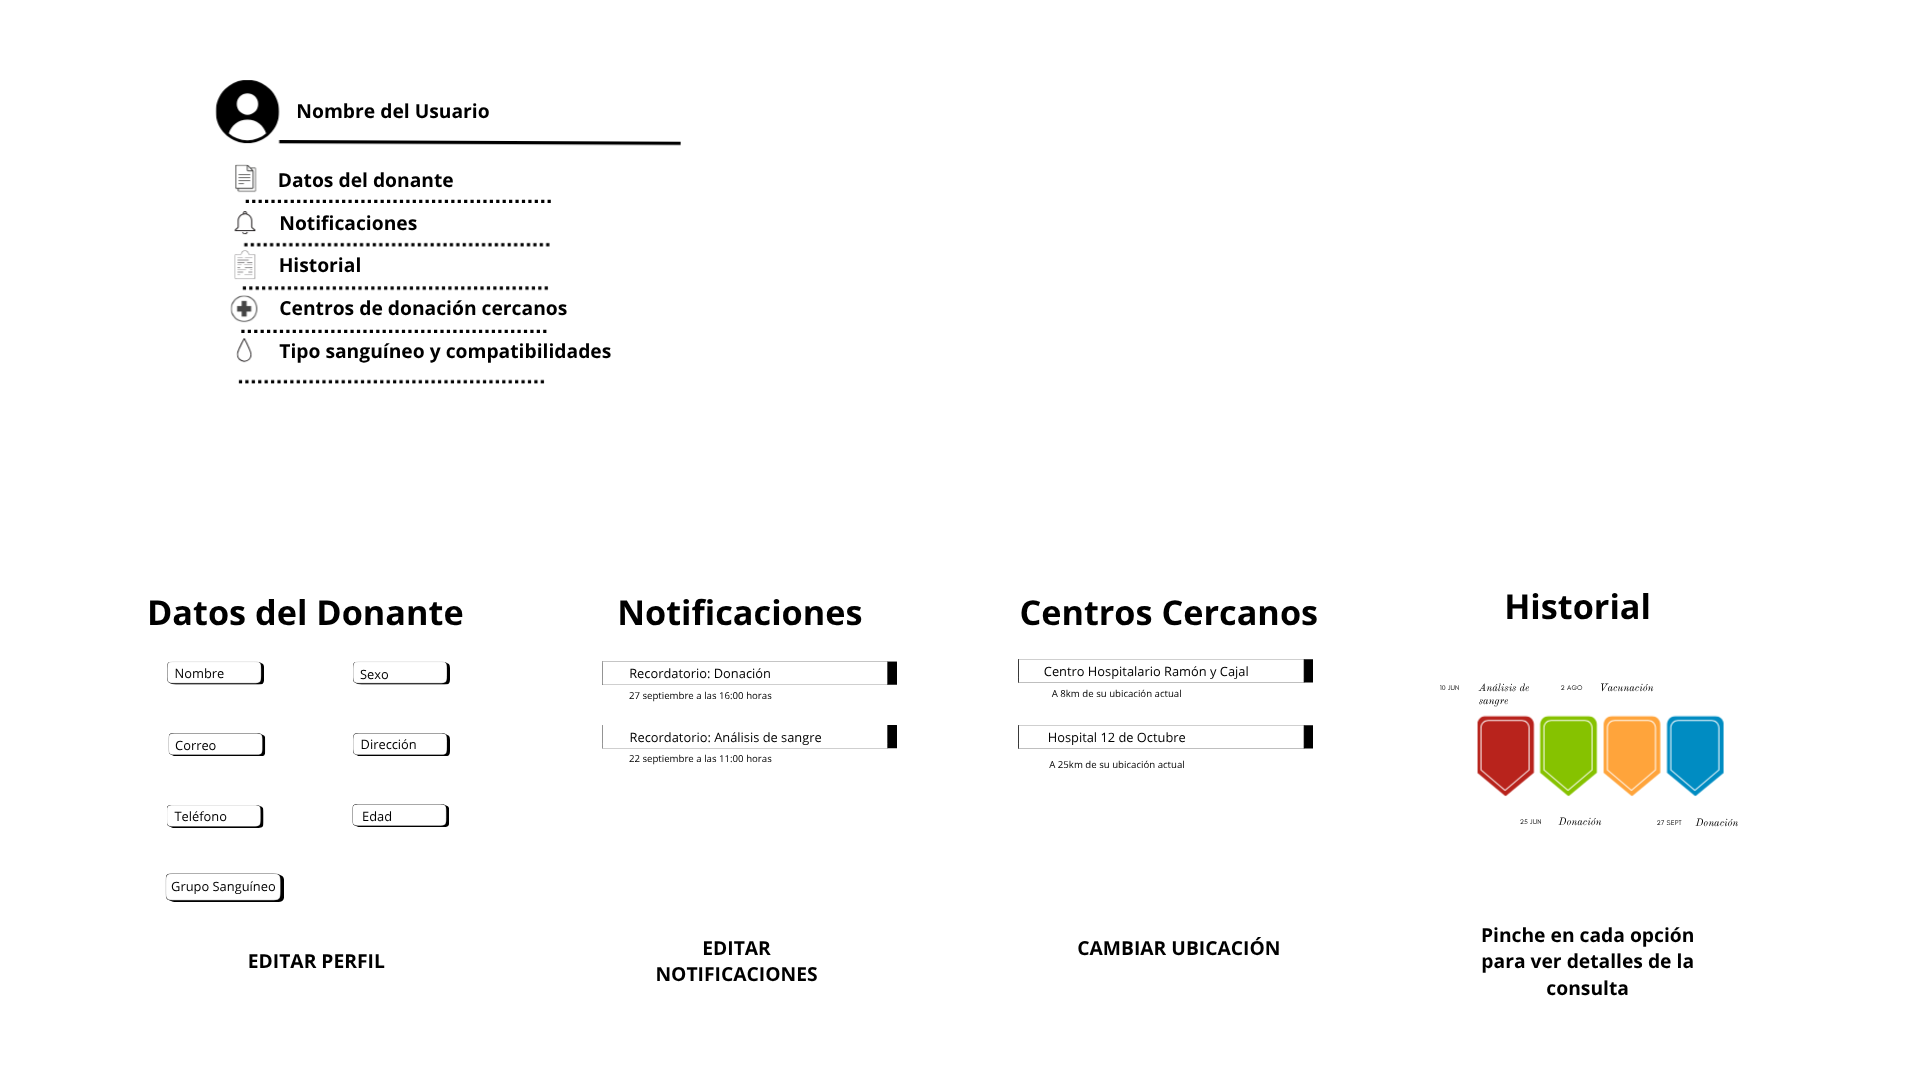 Nombre del Usuario
Datos del donante
Notificaciones
Historial
Centros de donación cercanos
Tipo sanguíneo y compatibilidades
Datos del Donante
Nombre
Sexo
Correo
Dirección
Teléfono
Edad
Grupo Sanguíneo
EDITAR PERFIL
Notificaciones
Recordatorio: Donación
27 septiembre a las 16:00 horas
Recordatorio: Análisis de sangre
22 septiembre a las 11:00 horas
EDITAR
NOTIFICACIONES
Centros Cercanos
Centro Hospitalario Ramón y Cajal
A 8km de su ubicación actual
Hospital 12 de Octubre
A 25km de su ubicación actual
CAMBIAR UBICACIÓN
Historial
10 JUN
Análisis de
sangre
2 AGO
Vacunación
25 JUN
Donación
27 SEPT
Donación
Pinche en cada opción
para ver detalles de la
consulta